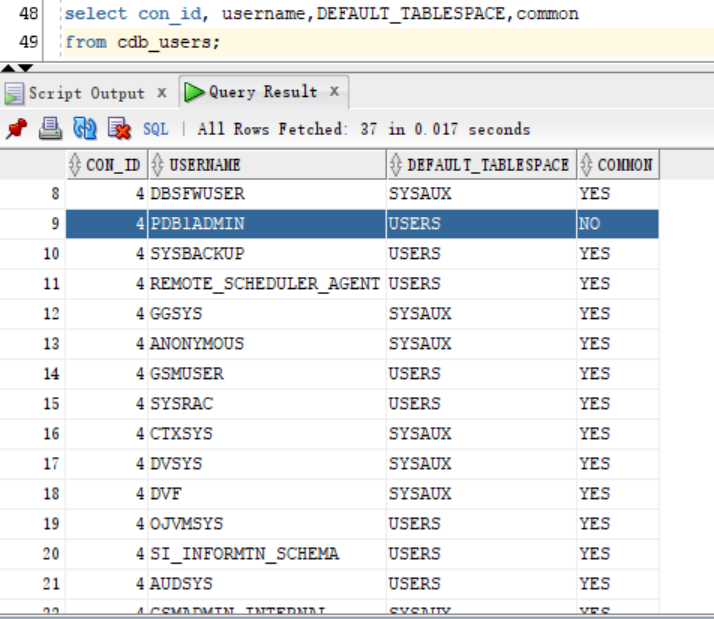 48 select con_id, username,DEFAULT_TABLESPACE,common
49 from cdb_users;
Script Output x Query Result x
SQL | All Rows Fetched: 37 in 0.017 seconds
CON_ID USERNAME DEFAULT_TABLESPACE COMMON
8 4 DBSFWUSER SYSAUX YES
9 4 PDB1ADMIN USERS NO
10 4 SYSBACKUP USERS YES
11 4 REMOTE_SCHEDULER_AGENT USERS YES
12 4 GGSYS SYSAUX YES
13 4 ANONYMOUS SYSAUX YES
14 4 GSMUSER USERS YES
15 4 SYSRAC USERS YES
16 4 CTXSYS SYSAUX YES
17 4 DVSYS SYSAUX YES
18 4 DVF SYSAUX YES
19 4 OJVMSYS USERS YES
20 4 SI_INFORMTN_SCHEMA USERS YES
21 4 AUDSYS USERS YES
22 4 GSMADMIN_INTERNAL SYSAUX YES